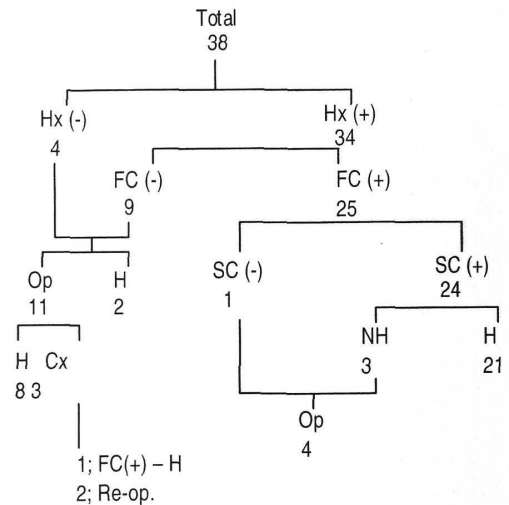 Total
38
Hx (-)
4
Hx (+)
34
FC (-)
9
FC (+)
25
Op
11
H
2
SC (-)
1
SC (+)
24
H Cx
8 3
NH
3
H
21
Op
4
1; FC(+) – H
2; Re-op.